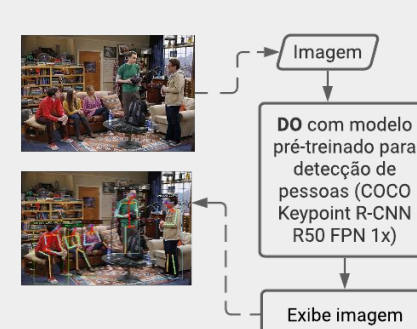 Imagem
DO com modelo
pré-treinado para
detecção de
pessoas (COCO
Keypoint R-CNN
R50 FPN 1x)
Exibe imagem